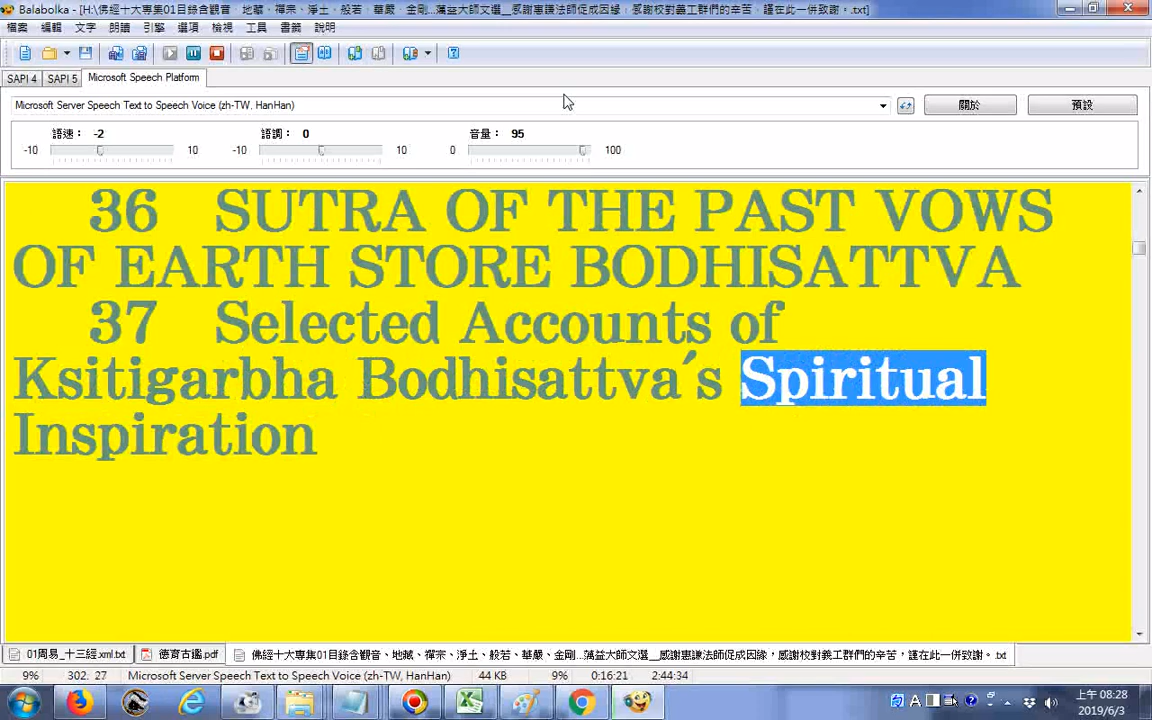 Balabolka - [H:\佛經十大專集01目錄含觀音、地藏、禪宗、淨土、般若、華嚴、金剛...蕅益大師文選__感謝惠謙法師促成因緣，感謝校對義工群們的辛苦，謹在此一併致謝。.txt]
檔案 編輯 文字 朗讀 引擎 選項 檢視 工具 書籤 說明
SAPI 4 SAPI 5 Microsoft Speech Platform
Microsoft Server Speech Text to Speech Voice (zh-TW, HanHan) 關於 預設
語速： -2 語調： 0 音量： 95
-10 10 -10 10 0 100
36 SUTRA OF THE PAST VOWS
OF EARTH STORE BODHISATTVA
37 Selected Accounts of
Ksitigarbha Bodhisattva´s Spiritual
Inspiration
01周易_十三經.xml.txt 德育古鑑.pdf 佛經十大專集01目錄含觀音、地藏、禪宗、淨土、般若、華嚴、金剛...蕅益大師文選__感謝惠謙法師促成因緣，感謝校對義工群們的辛苦，謹在此一併致謝。.txt
9% 302. 27 Microsoft Server Speech Text to Speech Voice (zh-TW, HanHan) 44 KB 9% 0:16:21 2:44:34
上午 08:28
2019/6/3